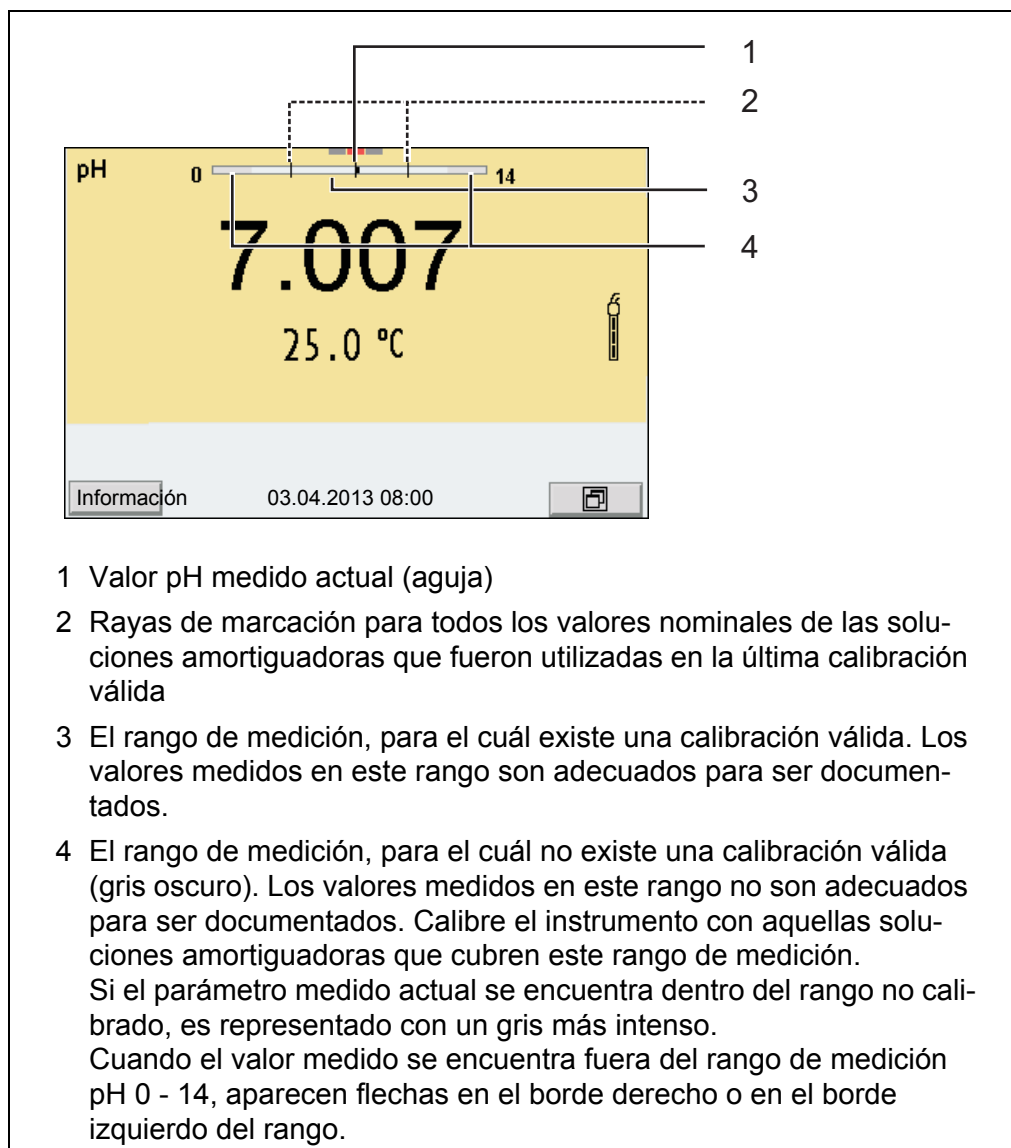 1
2
pH
0
14
3
7.007
4
25.0 °C
Información
03.04.2013 08:00
1 Valor pH medido actual (aguja)
2 Rayas de marcación para todos los valores nominales de las solu-
ciones amortiguadoras que fueron utilizadas en la última calibración
válida
3 El rango de medición, para el cuál existe una calibración válida. Los
valores medidos en este rango son adecuados para ser documen-
tados.
4 El rango de medición, para el cuál no existe una calibración válida
(gris oscuro). Los valores medidos en este rango no son adecuados
para ser documentados. Calibre el instrumento con aquellas solu-
ciones amortiguadoras que cubren este rango de medición.
Si el parámetro medido actual se encuentra dentro del rango no cali-
brado, es representado con un gris más intenso.
Cuando el valor medido se encuentra fuera del rango de medición
pH 0 - 14, aparecen flechas en el borde derecho o en el borde
izquierdo del rango.